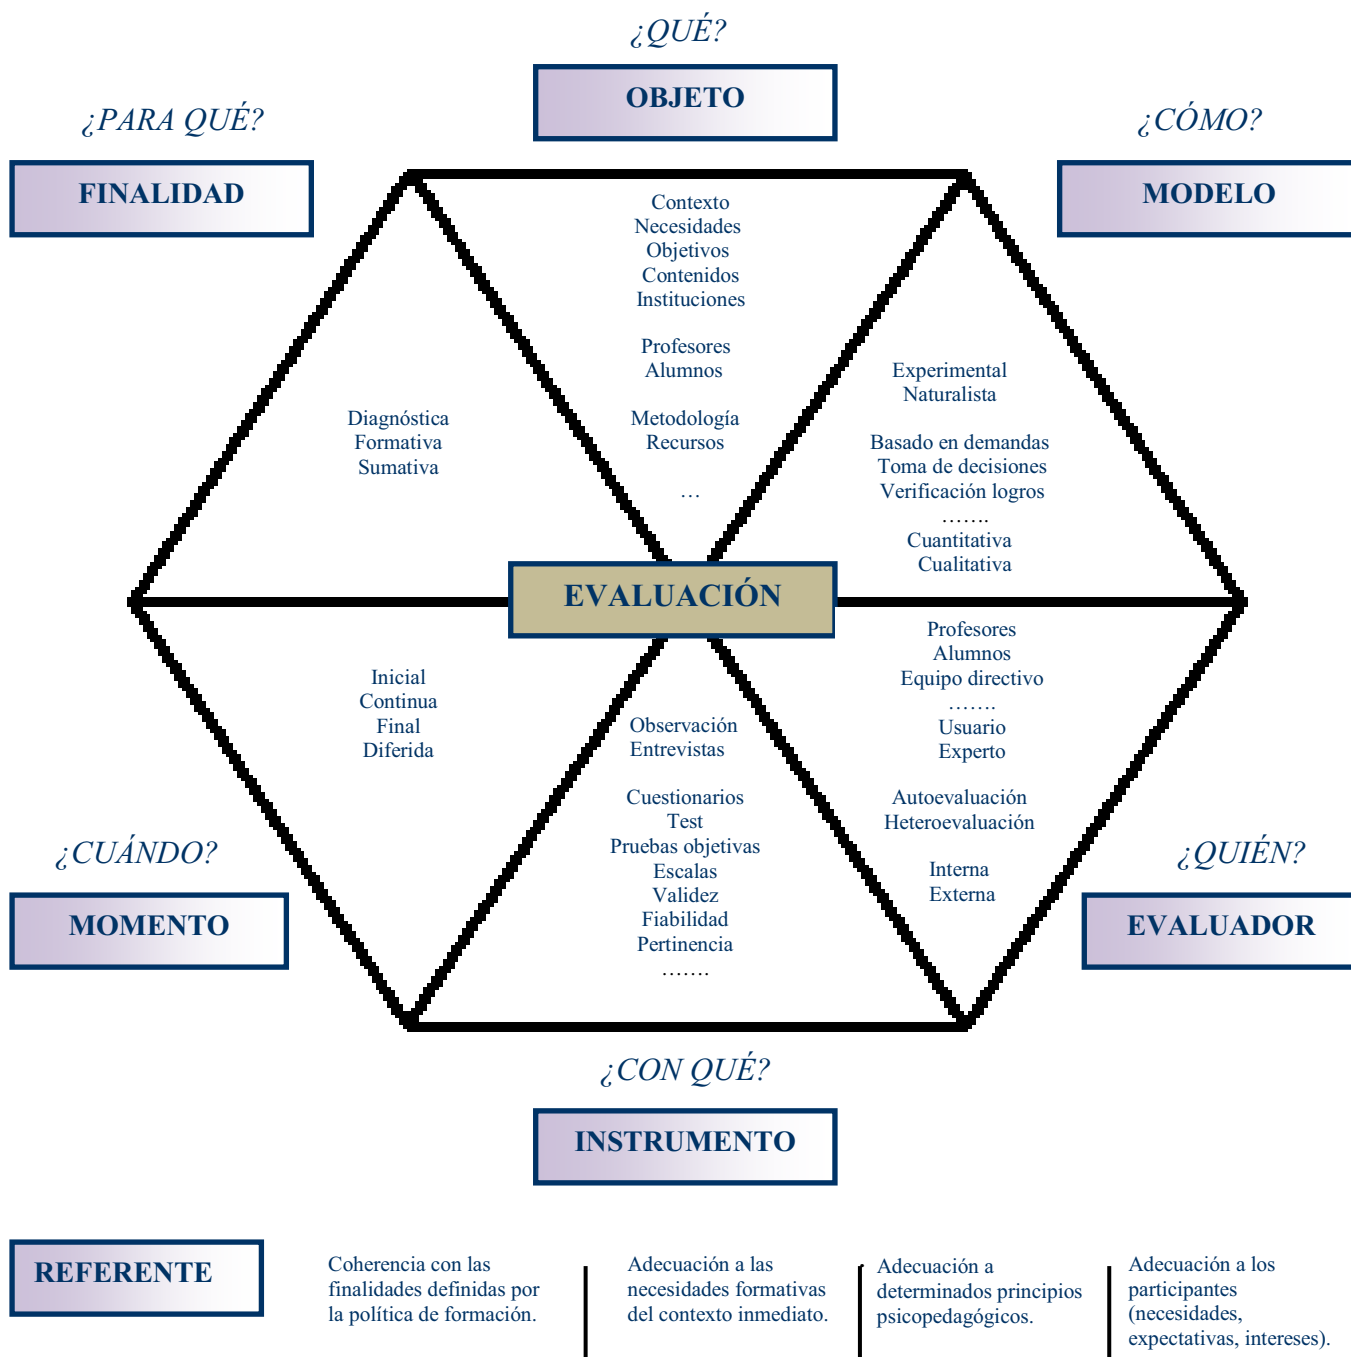 ¿QUÉ?
OBJETO
¿PARA QUÉ?
FINALIDAD
¿CÓMO?
MODELO
Contexto
Necesidades
Objetivos
Contenidos
Instituciones
Profesores
Alumnos
Metodología
Recursos
…
Diagnóstica
Formativa
Sumativa
Experimental
Naturalista
Basado en demandas
Toma de decisiones
Verificación logros
…….
Cuantitativa
Cualitativa
EVALUACIÓN
Inicial
Continua
Final
Diferida
Observación
Entrevistas
Cuestionarios
Test
Pruebas objetivas
Escalas
Validez
Fiabilidad
Pertinencia
…….
Profesores
Alumnos
Equipo directivo
…….
Usuario
Experto
Autoevaluación
Heteroevaluación
Interna
Externa
¿CUÁNDO?
MOMENTO
¿QUIÉN?
EVALUADOR
¿CON QUÉ?
INSTRUMENTO
REFERENTE
Coherencia con las
finalidades definidas por
la política de formación.
Adecuación a las
necesidades formativas
del contexto inmediato.
Adecuación a
determinados principios
psicopedagógicos.
Adecuación a los
participantes
(necesidades,
expectativas, intereses).